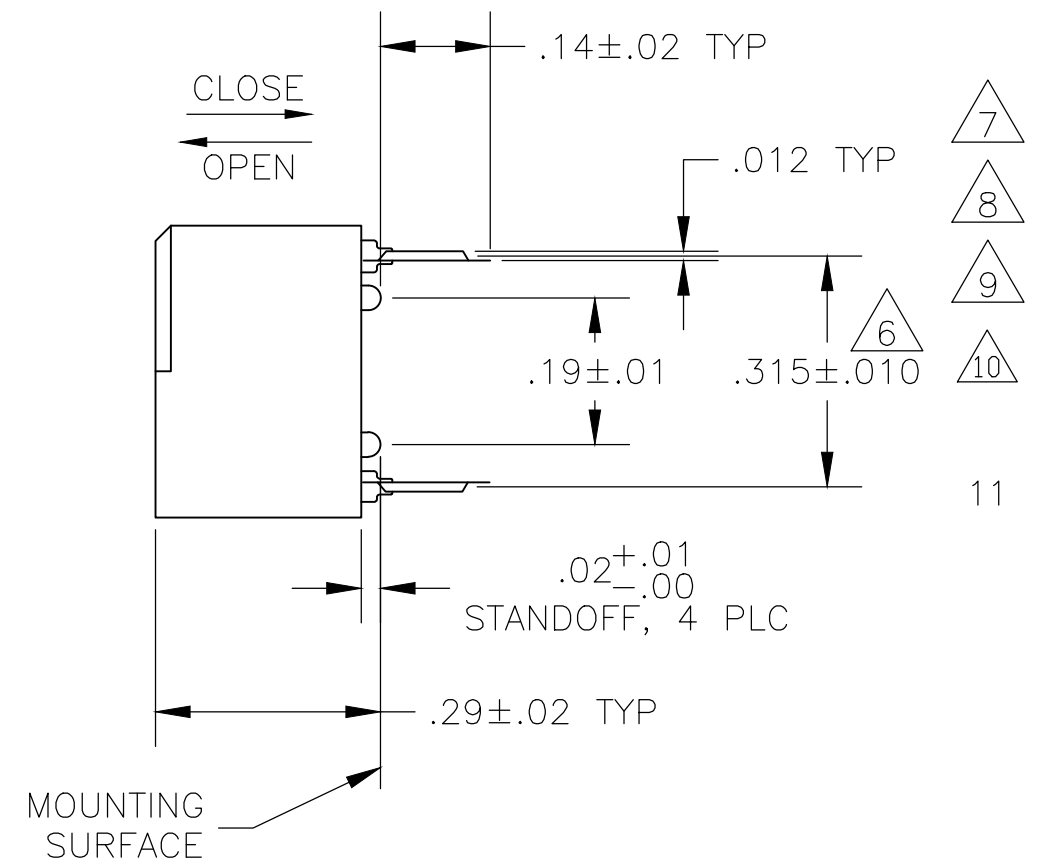 .14±.02 TYP
CLOSE
OPEN
.012 TYP
7
8
9
6
10
.19±.01
.315±.010
11
.02+.01
-.00
STANDOFF, 4 PLC
.29±.02 TYP
MOUNTING
SURFACE